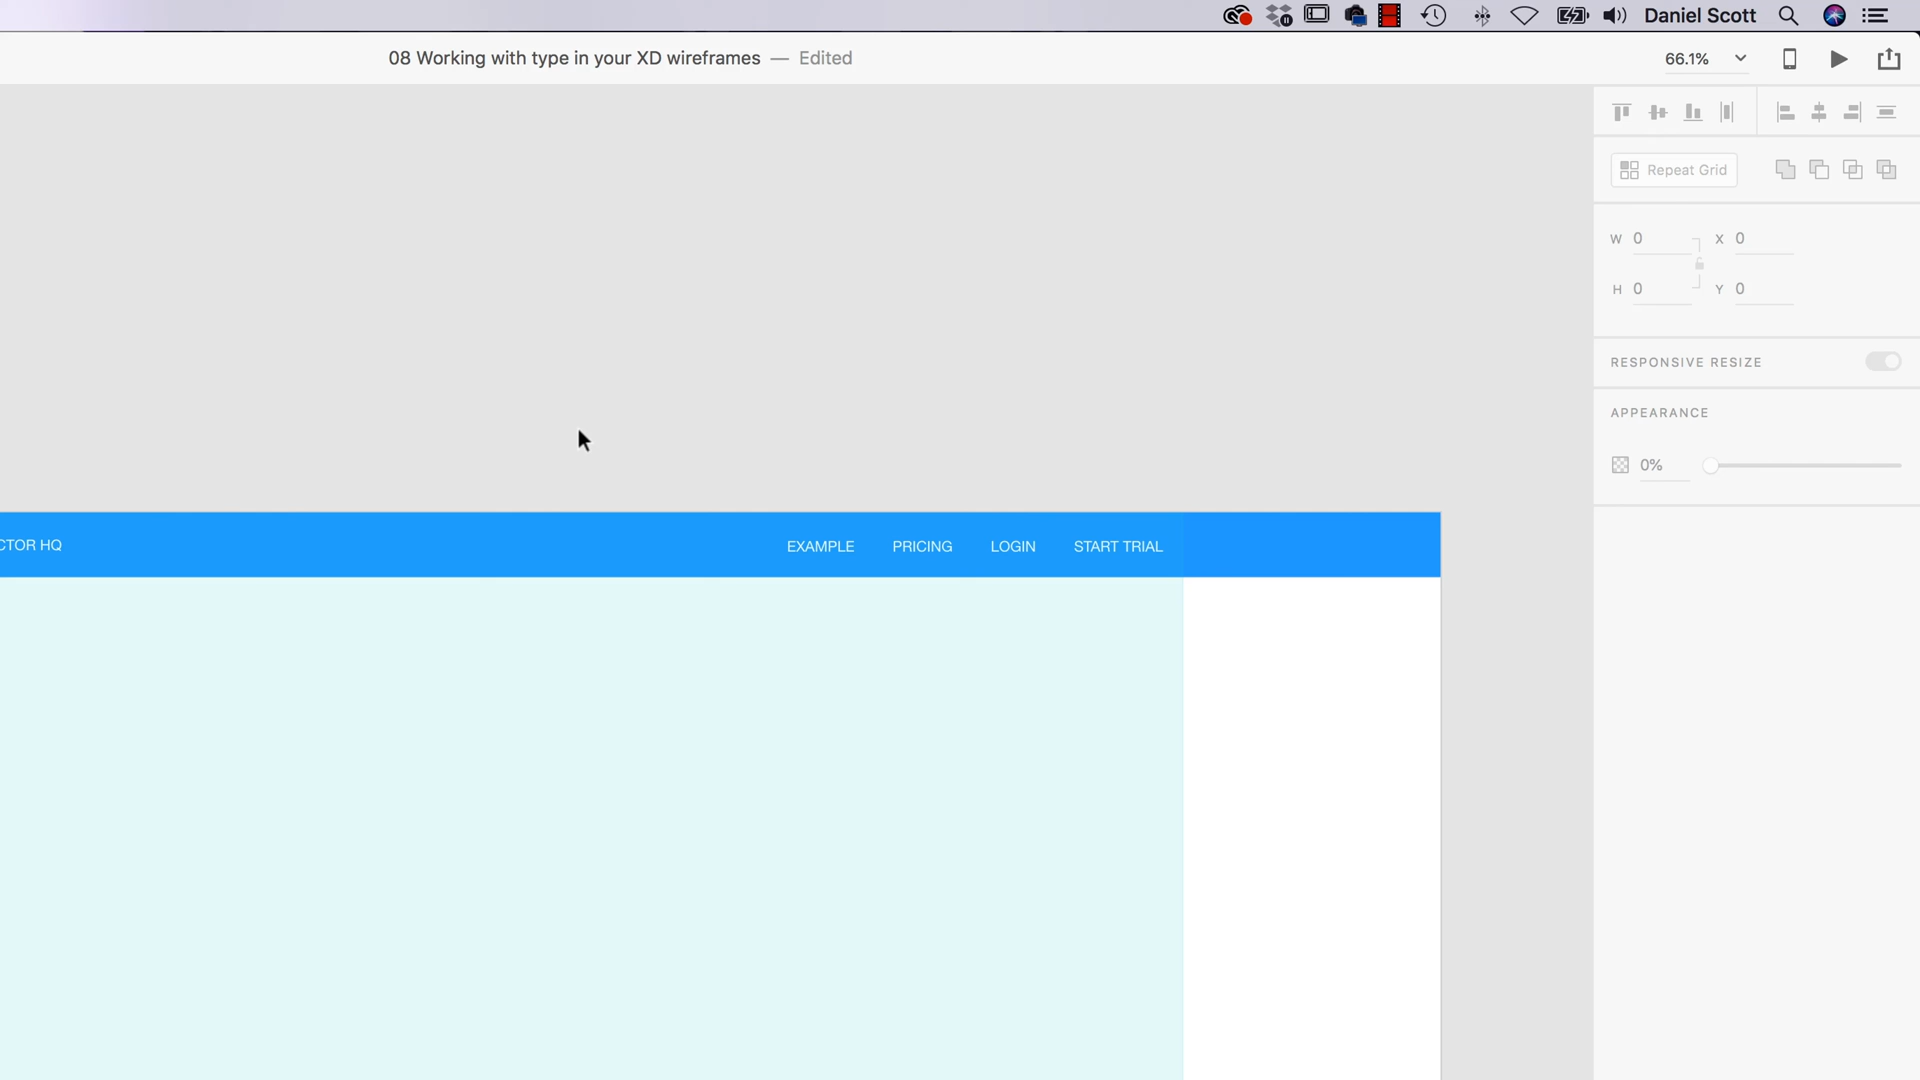 Daniel Scott
08 Working with type in your XD wireframes — Edited
66.1%
Repeat Grid
W 0 X 0
H 0 Y 0
RESPONSIVE RESIZE
APPEARANCE
0%
CTOR HQ EXAMPLE PRICING LOGIN START TRIAL